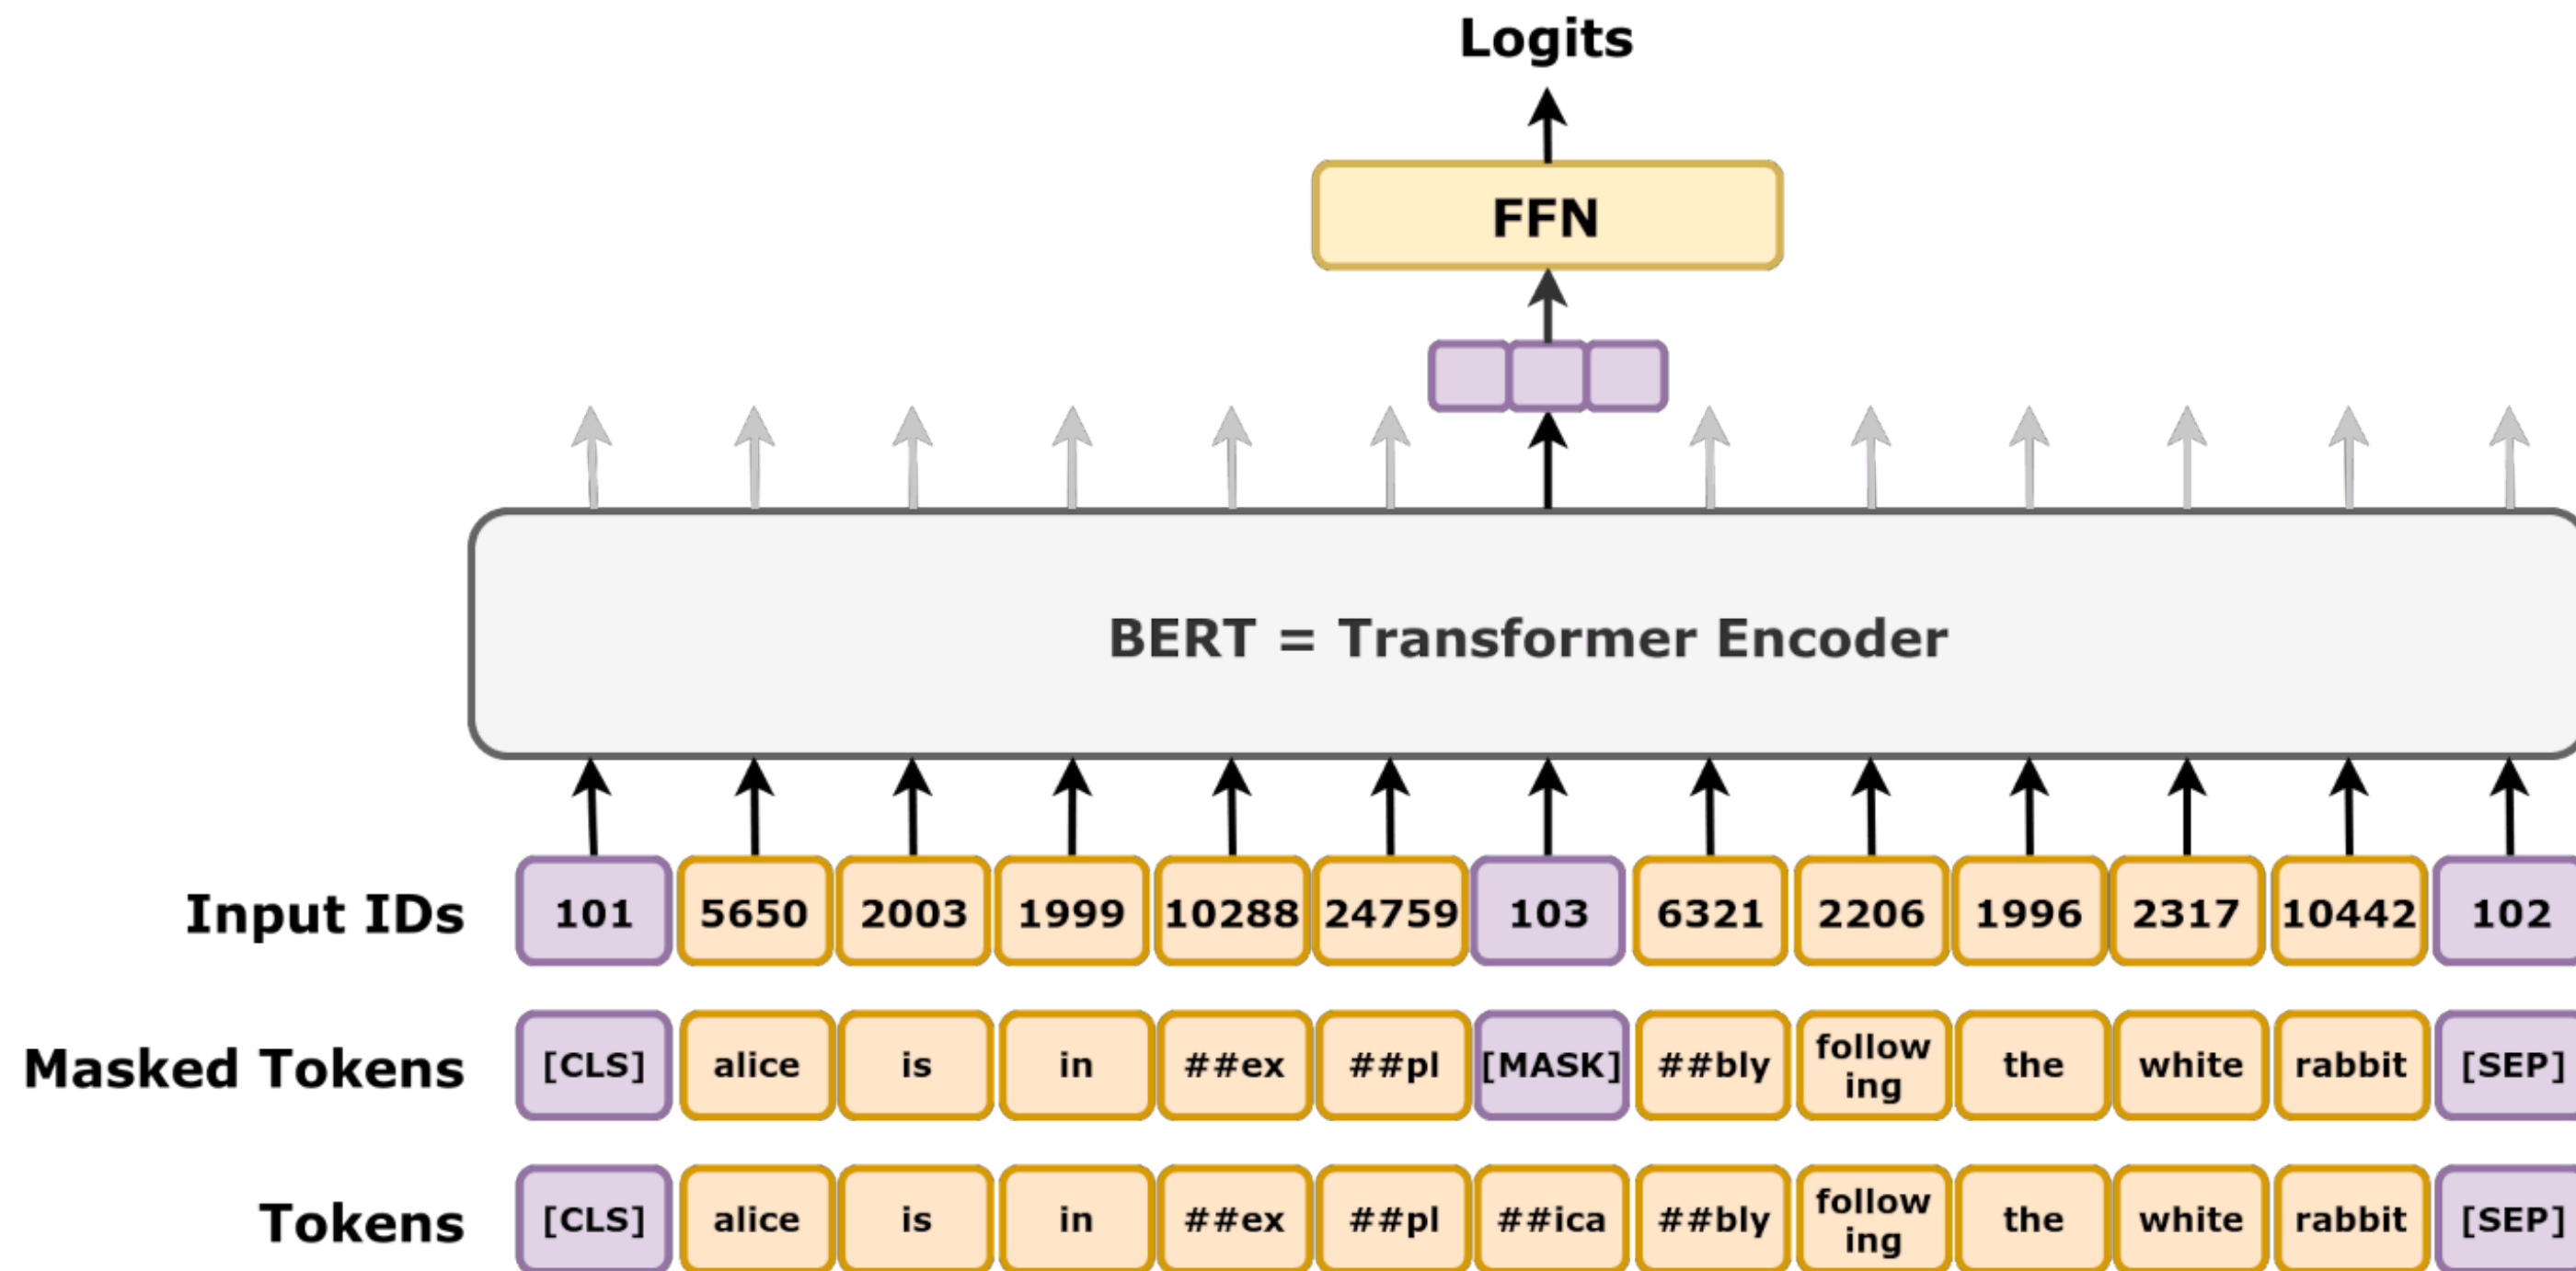 Logits
FFN
BERT = Transformer Encoder
Input IDs 101 5650 2003 1999 10288 24759 103 6321 2206 1996 2317 10442 102
Masked Tokens [CLS] alice is in ##ex ##pl [MASK] ##bly follow
ing the white rabbit [SEP]
Tokens [CLS] alice is in ##ex ##pl ##ica ##bly follow
ing the white rabbit [SEP]